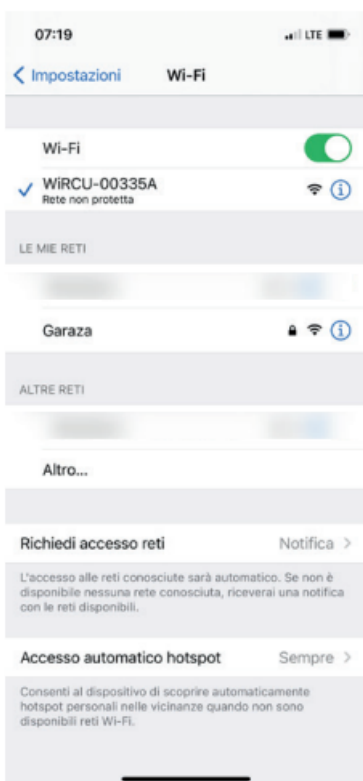 07:19 LTE
Impostazioni Wi-Fi
Wi-Fi
WiRCU-00335A
Rete non protetta
LE MIE RETI
Garaza
ALTRE RETI
Altro...
Richiedi accesso reti Notifica
L'accesso alle reti conosciute sarà automatico. Se non è
disponibile nessuna rete conosciuta, riceverai una notifica
con le reti disponibili.
Accesso automatico hotspot Sempre
Consenti al dispositivo di scoprire automaticamente
hotspot personali nelle vicinanze quando non sono
disponibili reti Wi-Fi.